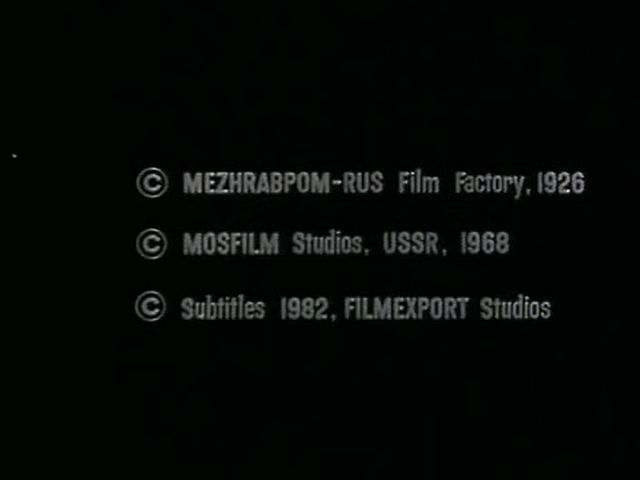 © MEZHRABPOM-RUS Film Factory, 1926
© MOSFILM Studios, USSR, 1968
© Subtitles 1982, FILMEXPORT Studios